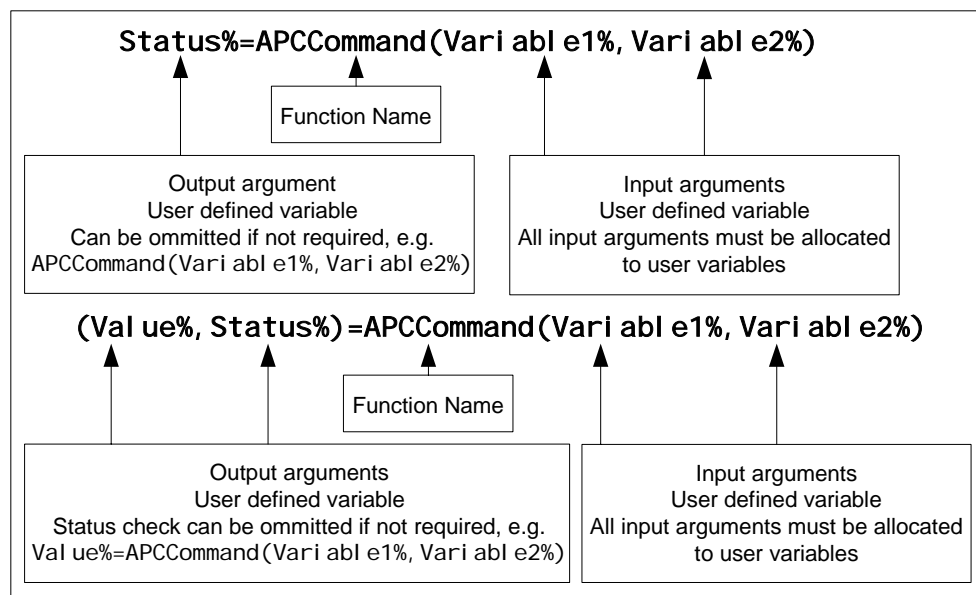 Status%=APCCommand(Variable1%,Variable2%)
Function Name
Output argument
User defined variable
Can be ommitted if not required, e.g.
APCCommand(Variable1%,Variable2%)
Input arguments
User defined variable
All input arguments must be allocated
to user variables
(Value%,Status%)=APCCommand(Variable1%,Variable2%)
Function Name
Output arguments
User defined variable
Status check can be ommitted if not required, e.g.
Value%=APCCommand(Variable1%,Variable2%)
Input arguments
User defined variable
All input arguments must be allocated
to user variables